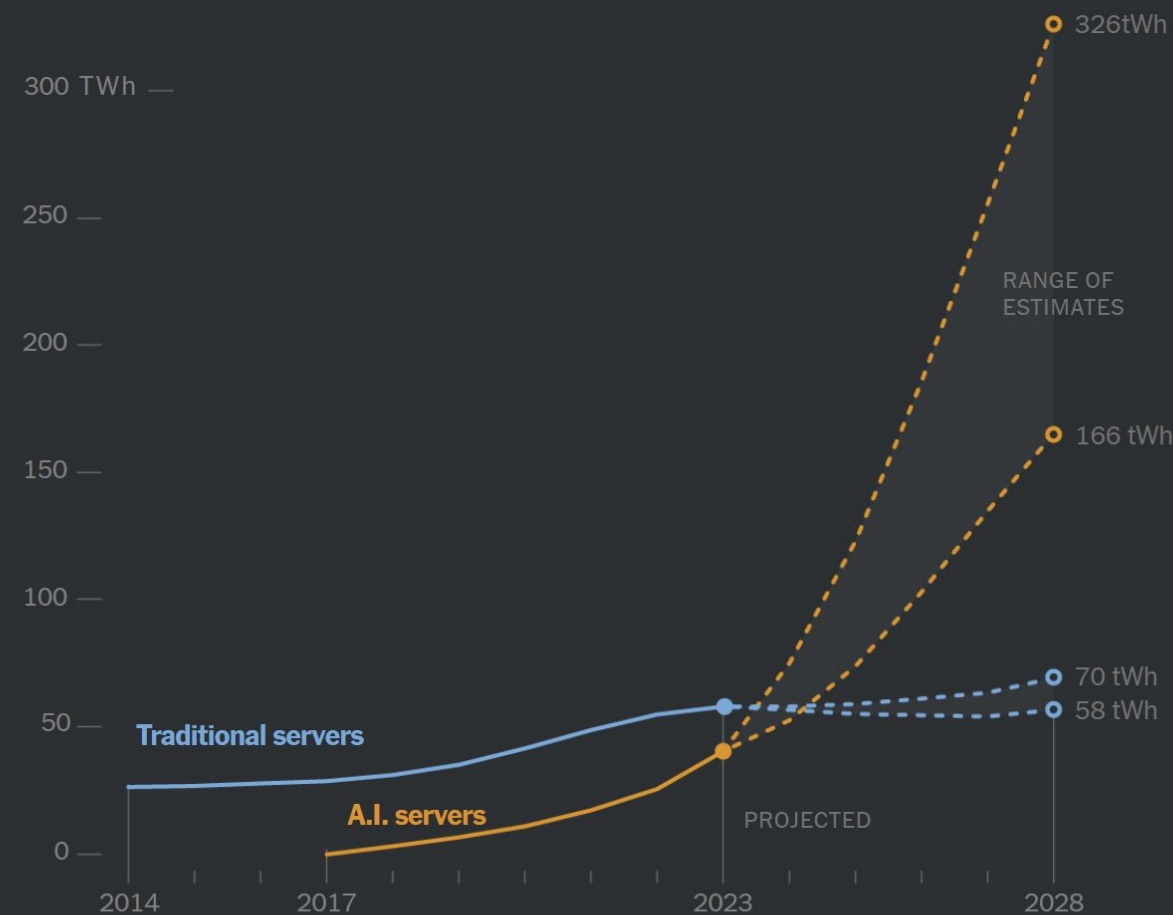 326tWh
300 TWh
250
RANGE OF
ESTIMATES
200
166 tWh
150
100
70 tWh
58 tWh
50
Traditional servers
A.I. servers
PROJECTED
0
2014
2017
2023
2028